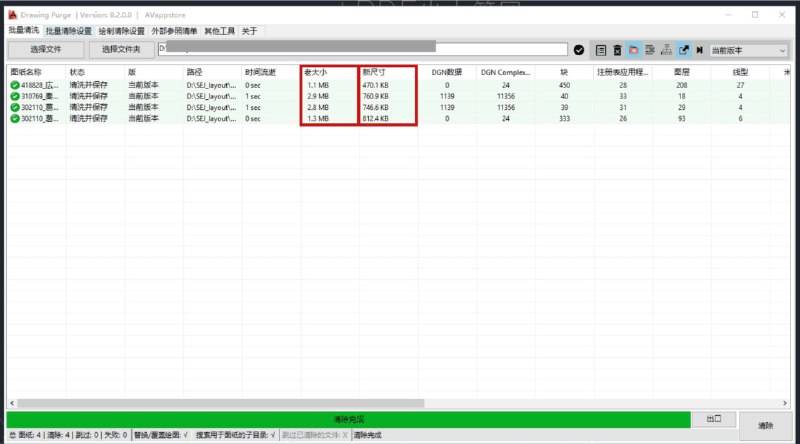 Drawing Purge | Version: 8.2.0.0 | AVappstore
批量清洗 批量清除设置 绘制清除设置 外部参照清单 其他工具 关于
选择文件 选择文件夹 D: 当前版本
图纸名称 状态 版 路径 时间流逝 老大小 新尺寸 DGN数据 DGN Complex... 块 注册表应用程... 图层 线型
418828_広... 请洗并保存 当前版本 D:\SEJ_layout\... 0 sec 1.1 MB 470.1 KB 0 24 450 28 208 27
310769_秦... 请洗并保存 当前版本 D:\SEJ_layout\... 1 sec 2.9 MB 760.9 KB 1139 11356 40 33 18 4
302110_葛... 请洗并保存 当前版本 D:\SEJ_layout\... 1 sec 2.8 MB 746.6 KB 1139 11356 39 31 29 4
302110_葛... 请洗并保存 当前版本 D:\SEJ_layout\... 0 sec 1.3 MB 812.4 KB 0 24 333 26 93 6
清除完成 出口 清除
总 图纸: 4 | 清除: 4 | 跳过: 0 | 失败: 0 替换/覆盖绘图: √ 搜索用于图纸的子目录: √ 跳过已清除的文件: X 清除完成